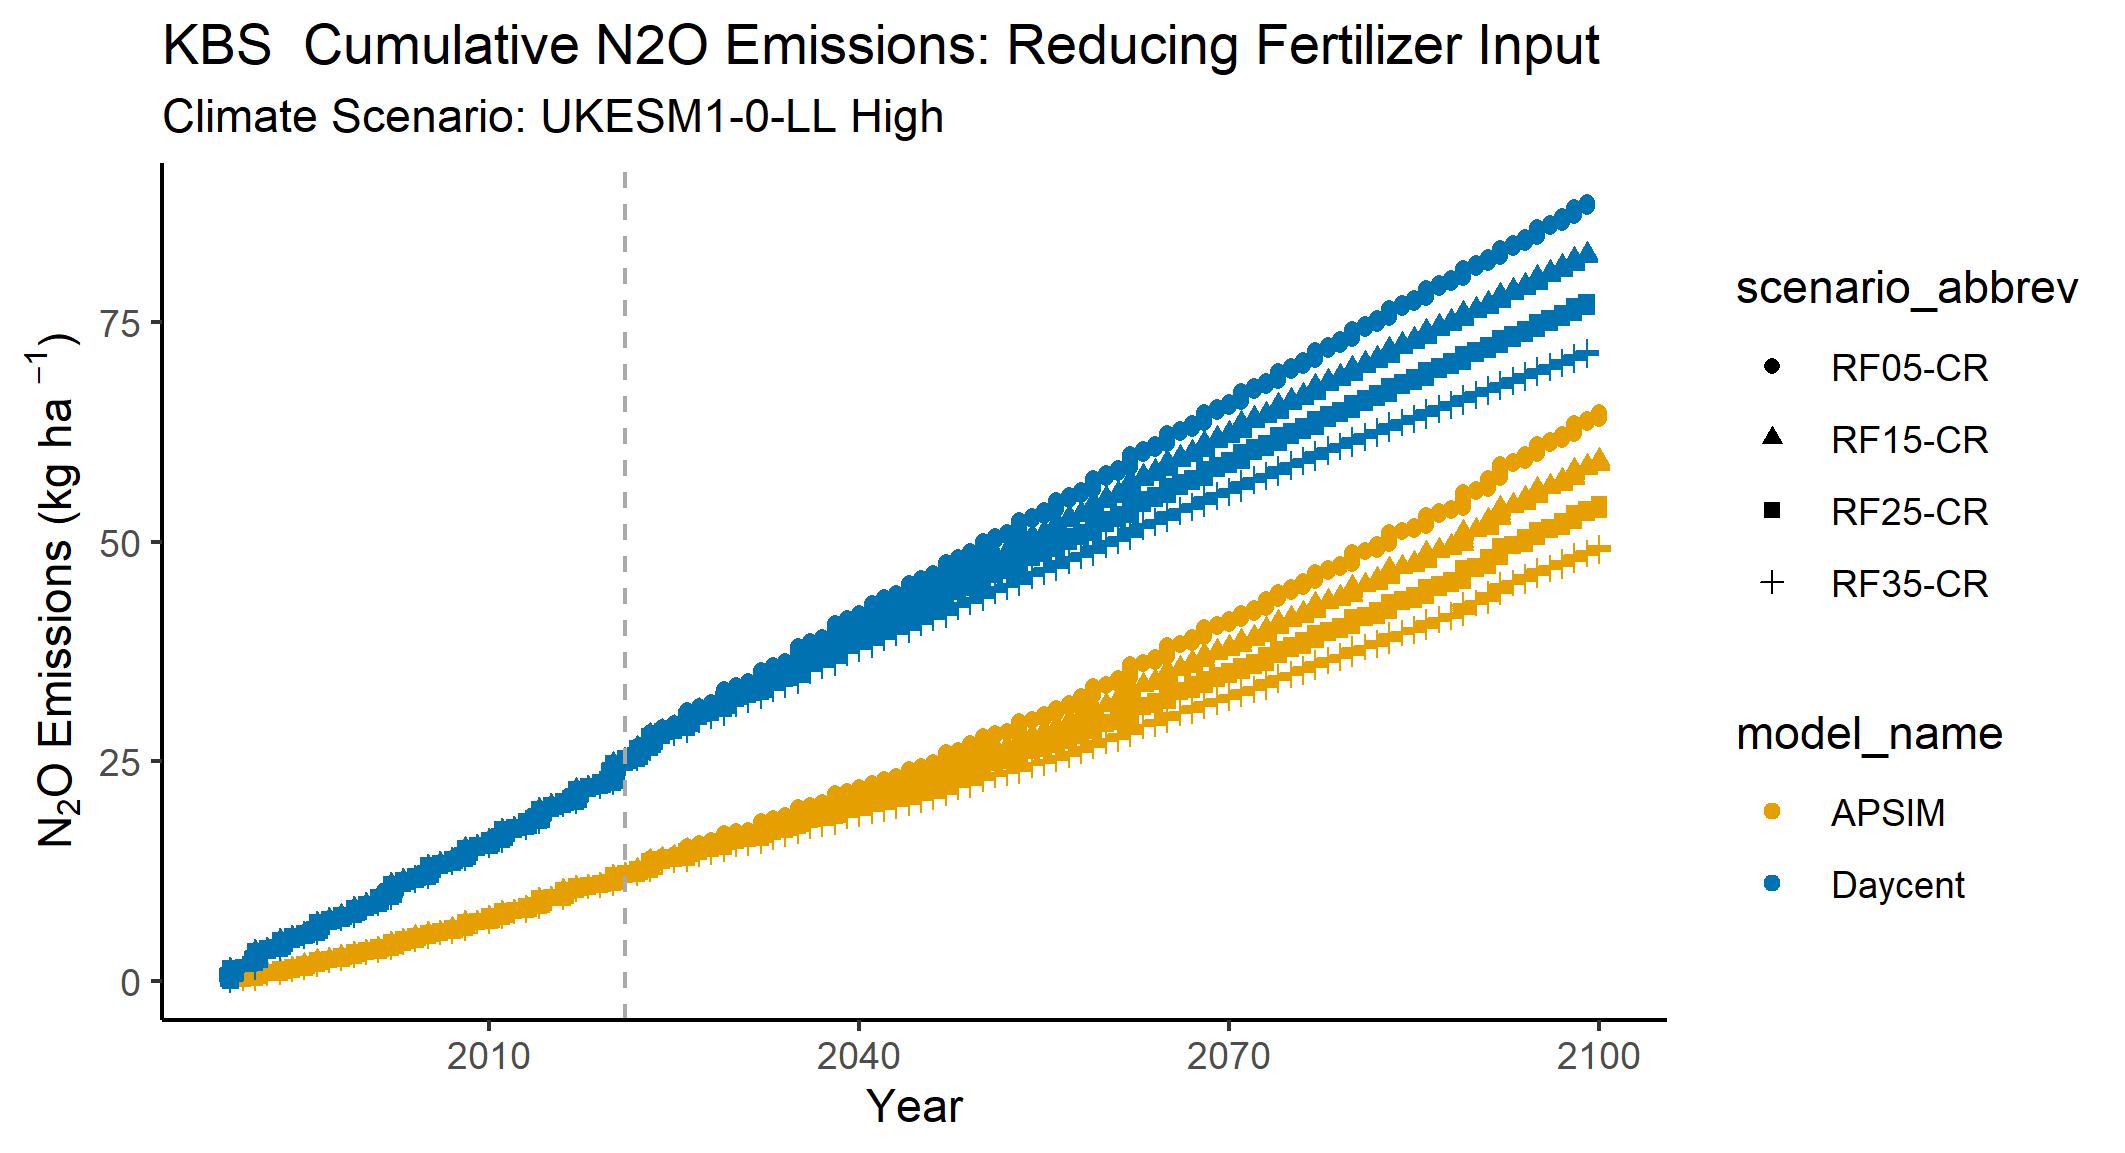 KBS  Cumulative N2O Emissions: Reducing Fertilizer Input
Climate Scenario: UKESM1-0-LL High
N₂O Emissions (kg ha ⁻¹)
75
50
25
0
2010
2040
2070
2100
Year
scenario_abbrev
RF05-CR
RF15-CR
RF25-CR
RF35-CR
model_name
APSIM
Daycent